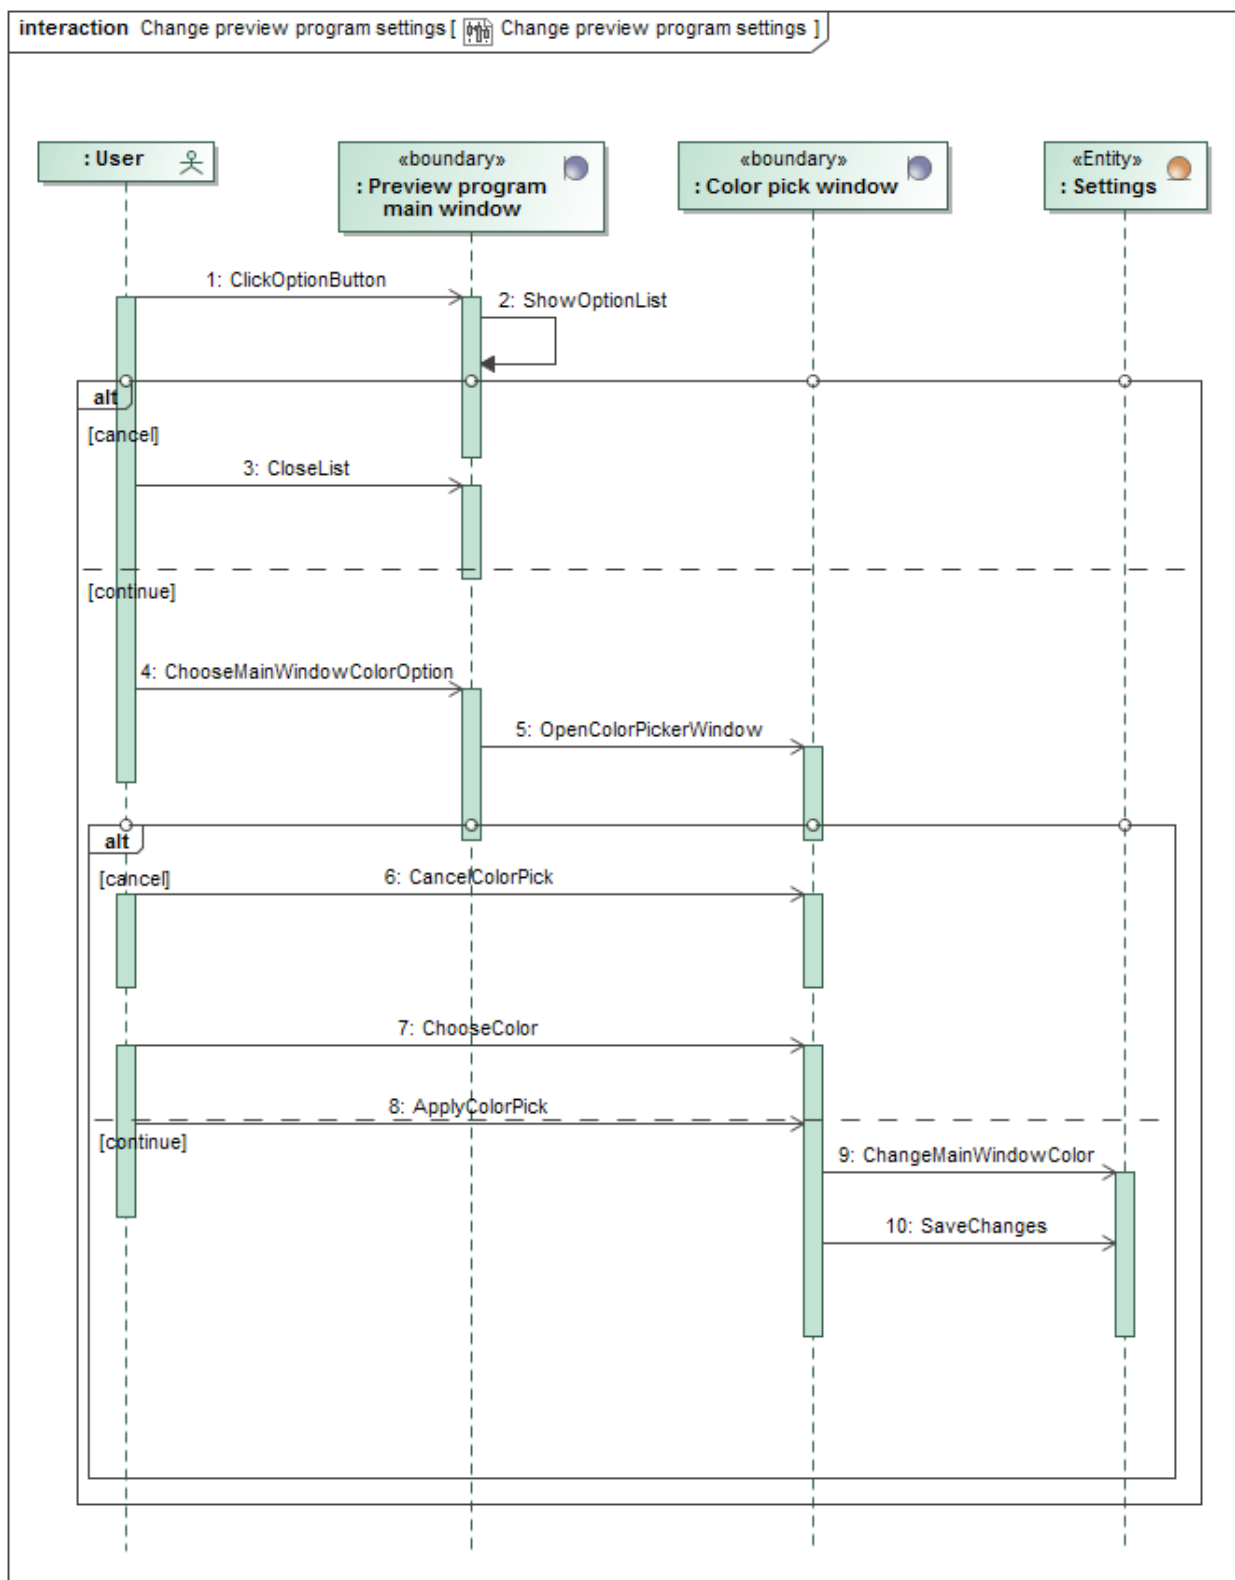 interaction Change preview program settings [ Change preview program settings ]
: User
«boundary»
: Preview program
main window
«boundary»
: Color pick window
«Entity»
: Settings
1: ClickOptionButton
2: ShowOptionList
alt
[cancel]
3: CloseList
[continue]
4: ChooseMainWindowColorOption
5: OpenColorPickerWindow
alt
[cancel]
6: CancelColorPick
7: ChooseColor
8: ApplyColorPick
[continue]
9: ChangeMainWindowColor
10: SaveChanges